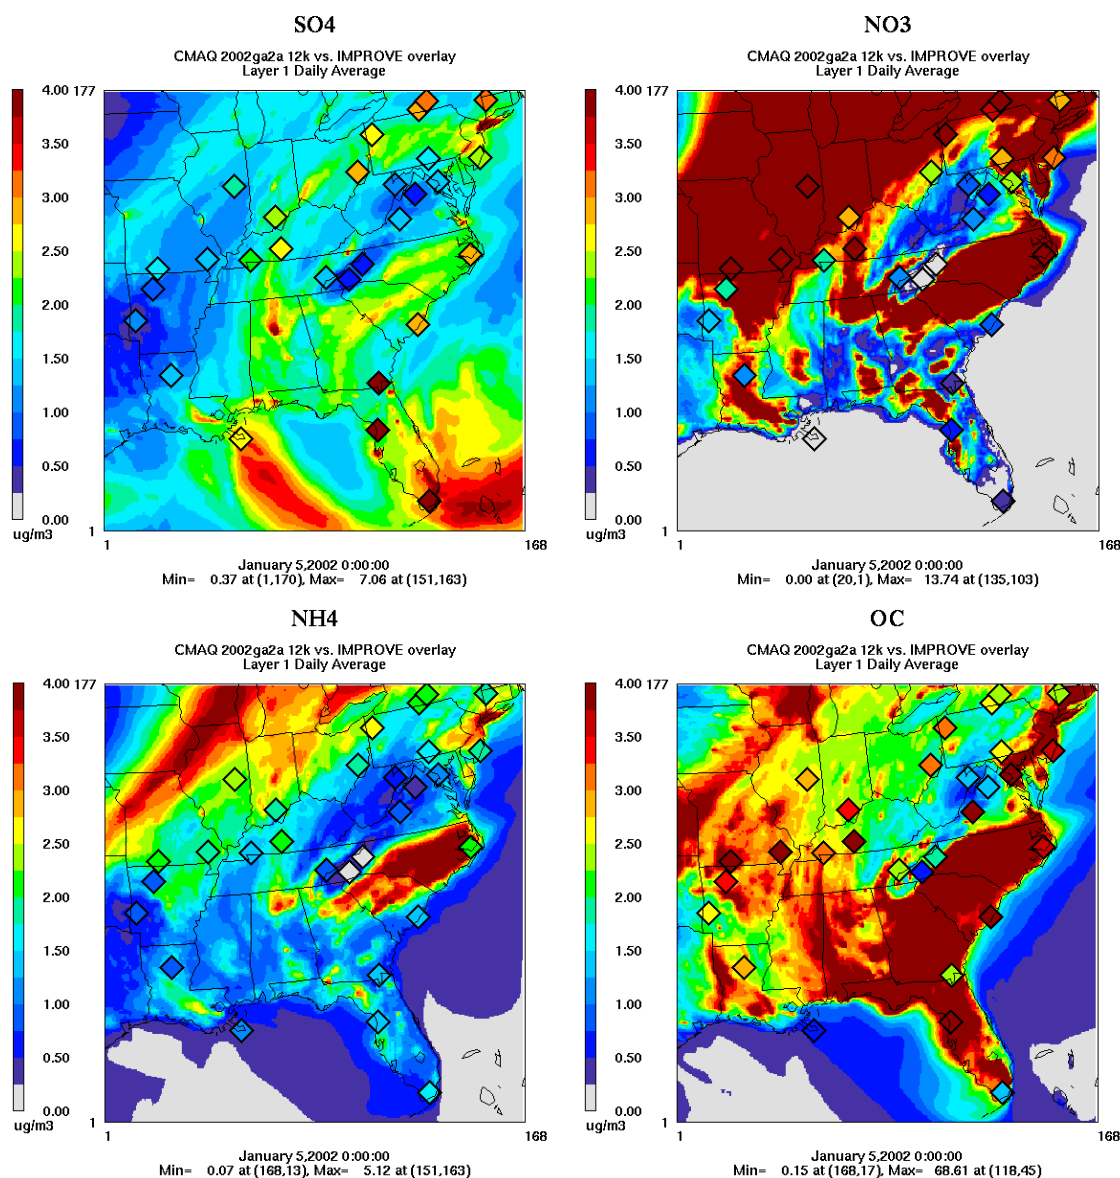 SO4
CMAQ 2002ga2a 12k vs. IMPROVE overlay
Layer 1 Daily Average
4.00 177
3.50
3.00
2.50
2.00
1.50
1.00
0.50
0.00 1
ug/m3
1 168
January 5,2002 0:00:00
Min= 0.37 at (1,170), Max= 7.06 at (151,163)
NO3
CMAQ 2002ga2a 12k vs. IMPROVE overlay
Layer 1 Daily Average
4.00 177
3.50
3.00
2.50
2.00
1.50
1.00
0.50
0.00 1
ug/m3
1 168
January 5,2002 0:00:00
Min= 0.00 at (20,1), Max= 13.74 at (135,103)
NH4
CMAQ 2002ga2a 12k vs. IMPROVE overlay
Layer 1 Daily Average
4.00 177
3.50
3.00
2.50
2.00
1.50
1.00
0.50
0.00 1
ug/m3
1 168
January 5,2002 0:00:00
Min= 0.07 at (168,13), Max= 5.12 at (151,163)
OC
CMAQ 2002ga2a 12k vs. IMPROVE overlay
Layer 1 Daily Average
4.00 177
3.50
3.00
2.50
2.00
1.50
1.00
0.50
0.00 1
ug/m3
1 168
January 5,2002 0:00:00
Min= 0.15 at (168,17), Max= 68.61 at (118,45)